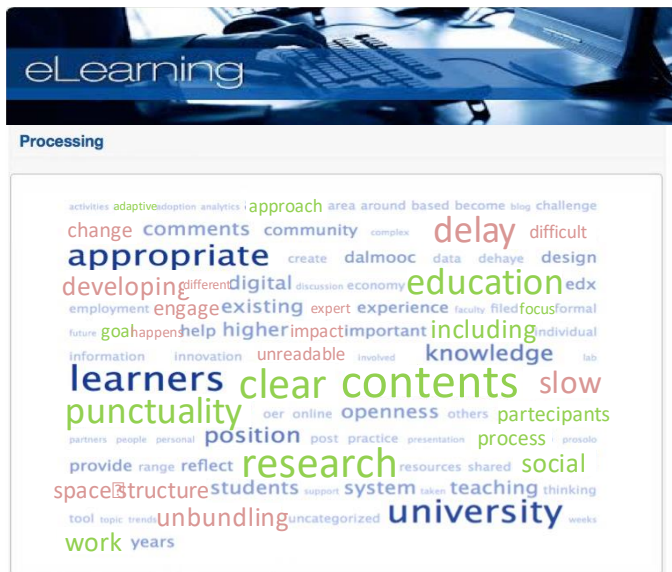 eLearning
Processing
activities adaptive adoption analytics approach area around based become blog challenge
change comments community complex delay difficult
appropriate create dalmooc data dehaye design
developing different digital discussion economy education edx
employment engage existing expert experience faculty filed focus formal
future goal happens help higher impact important including individual
information innovation unreadable involved knowledge lab
learners clear contents slow
punctuality oer online openness others partecipants
partners people personal position post practice presentation process prosolo
provide range reflect research resources shared social
space structure students support system taken teaching thinking
tool topic trends unbundling uncategorized university weeks
work years